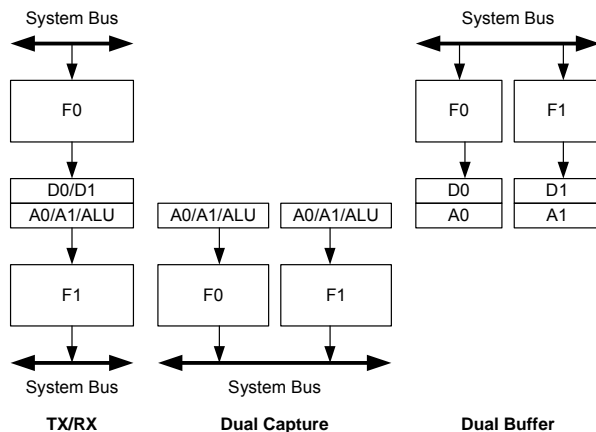 System Bus
System Bus
F0
F0
F1
D0/D1
D0
D1
A0/A1/ALU
A0/A1/ALU
A0/A1/ALU
A0
A1
F1
F0
F1
System Bus
System Bus
TX/RX
Dual Capture
Dual Buffer